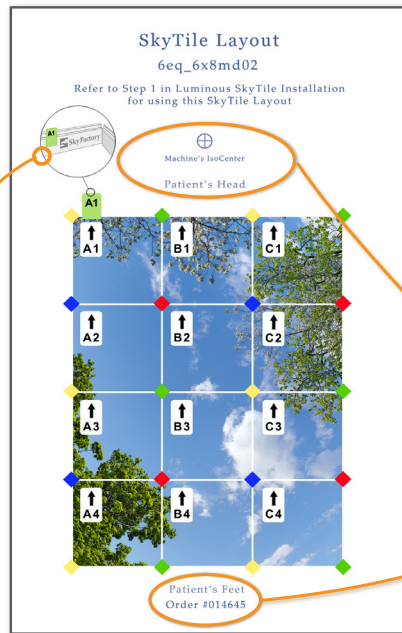 SkyTile Layout
6eq_6x8md02
Refer to Step 1 in Luminous SkyTile Installation
for using this SkyTile Layout
A1
SkyFactory
Machine's IsoCenter
Patient's Head
A1
A1 B1 C1
A2 B2 C2
A3 B3 C3
A4 B4 C4
Patient's Feet
Order #014645